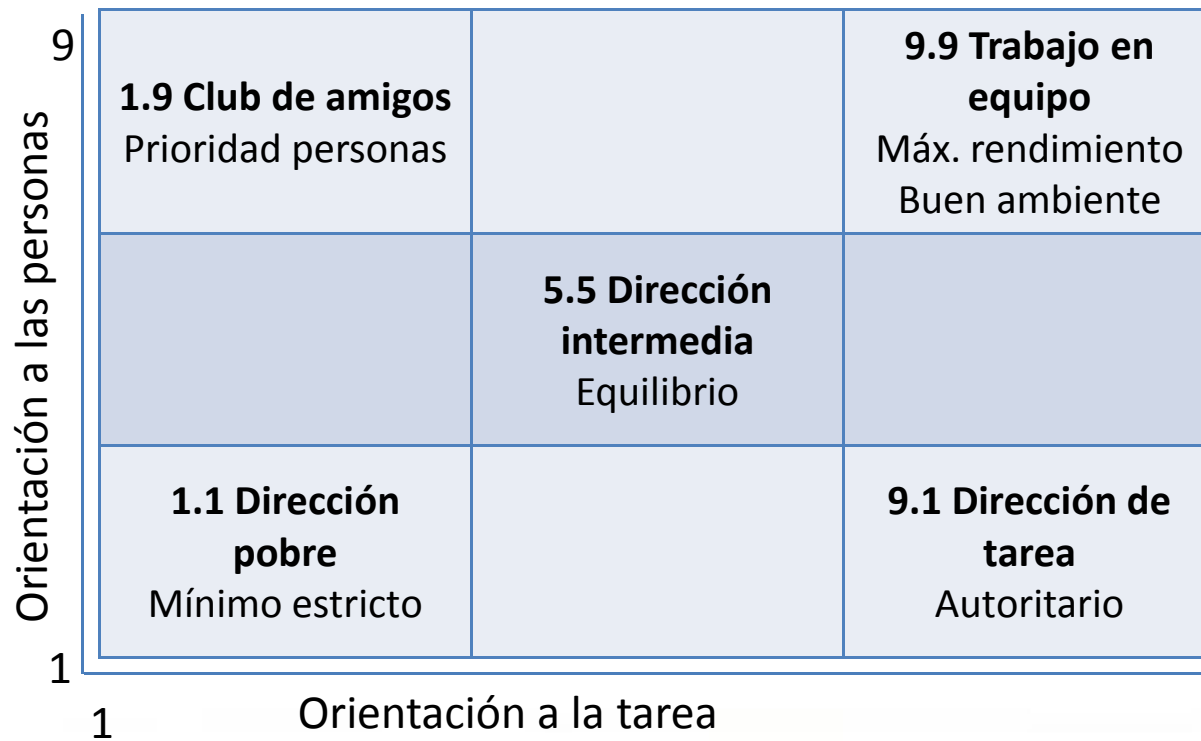 9
Orientación a las personas
1.9 Club de amigos
Prioridad personas
9.9 Trabajo en
equipo
Máx. rendimiento
Buen ambiente
5.5 Dirección
intermedia
Equilibrio
1.1 Dirección
pobre
Mínimo estricto
9.1 Dirección de
tarea
Autoritario
1
1
Orientación a la tarea